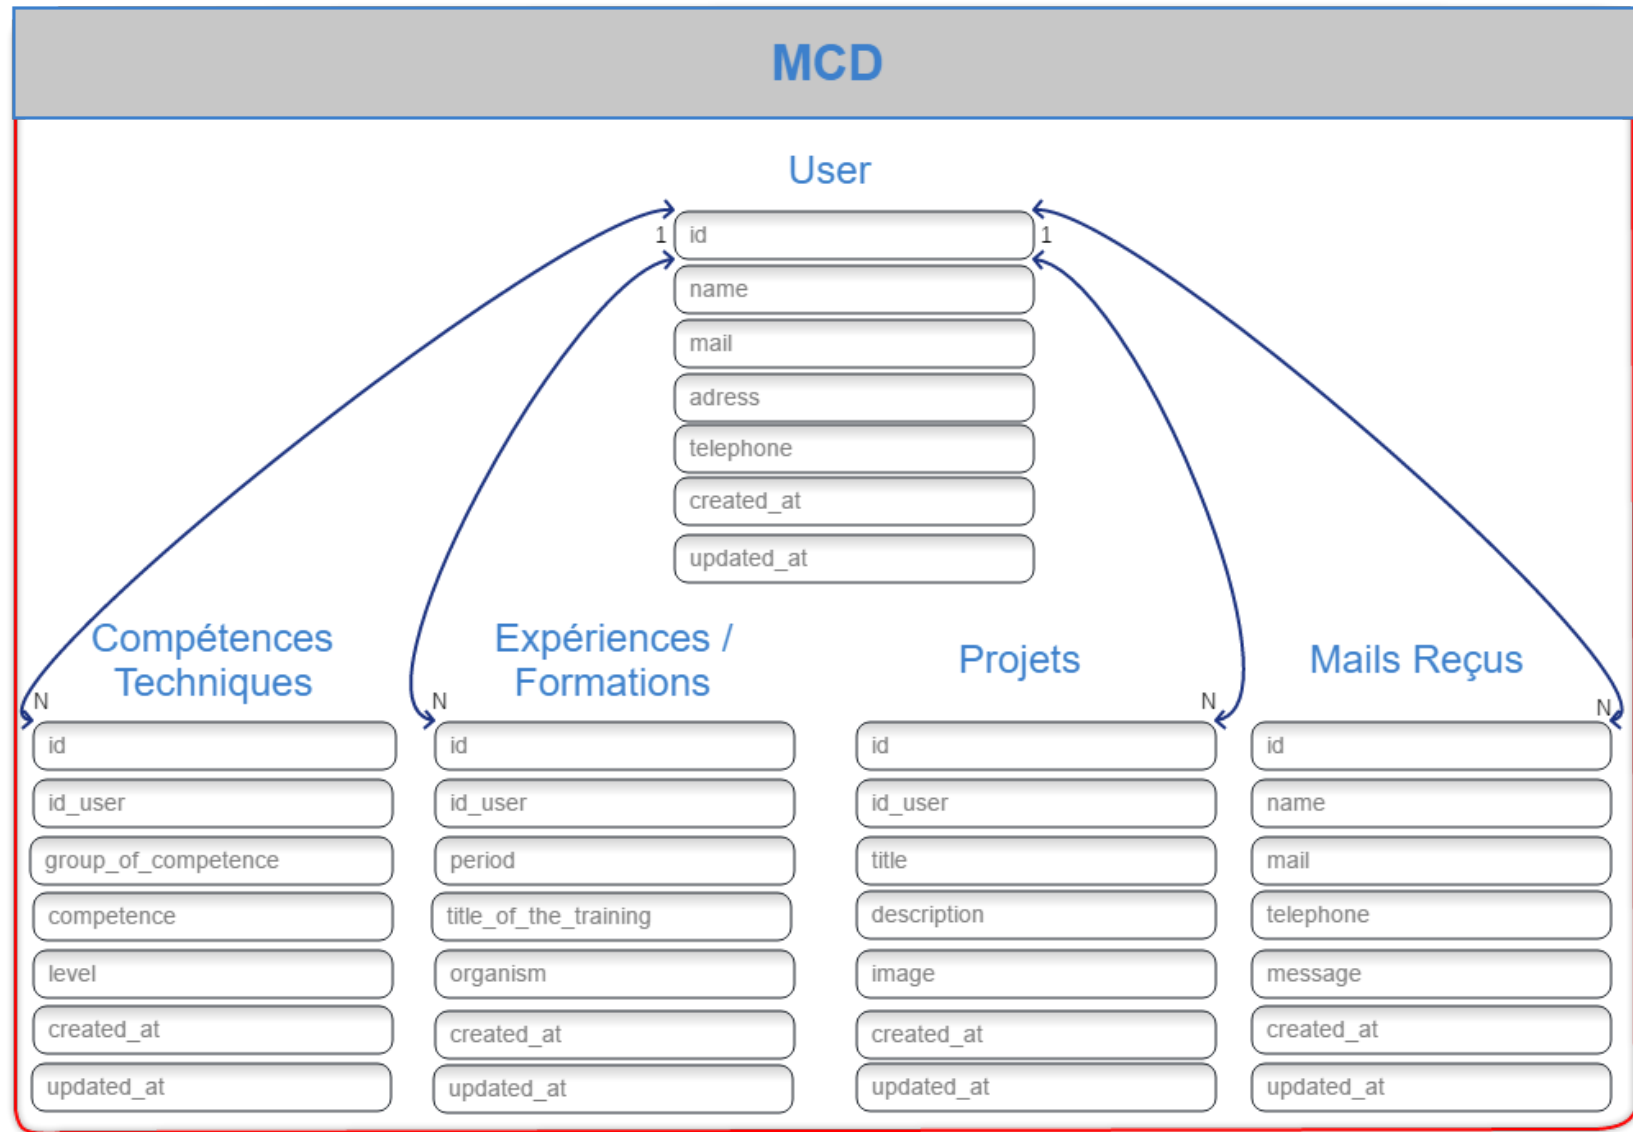 MCD
User
1
id
1
name
mail
adress
telephone
created_at
updated_at
Compétences
Techniques
N
id
id_user
group_of_competence
competence
level
created_at
updated_at
Expériences /
Formations
N
id
id_user
period
title_of_the_training
organism
created_at
updated_at
Projets
N
id
id_user
title
description
image
created_at
updated_at
Mails Reçus
N
id
name
mail
telephone
message
created_at
updated_at